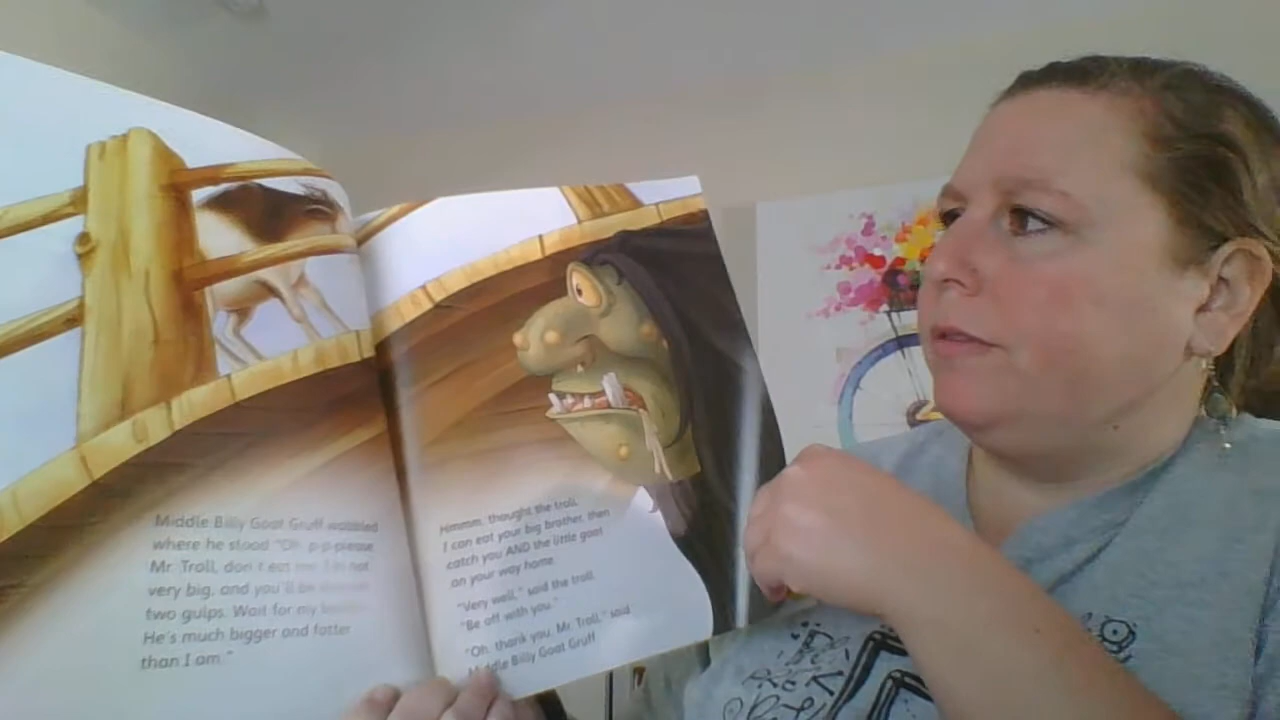 Middle Billy Goat Gruff wobbled
where he stood. "Oh, p-p-please
Mr Troll, don't eat me. I'm not
very big, and you'll be
two gulps. Wait for my
He's much bigger and fatter
than I am."
Hmmm, thought the troll,
I can eat your big brother, then
catch you AND the little goat
on your way home.
"Very well," said the troll.
"Be off with you."
"Oh, thank you, Mr. Troll," said
Middle Billy Goat Gruff